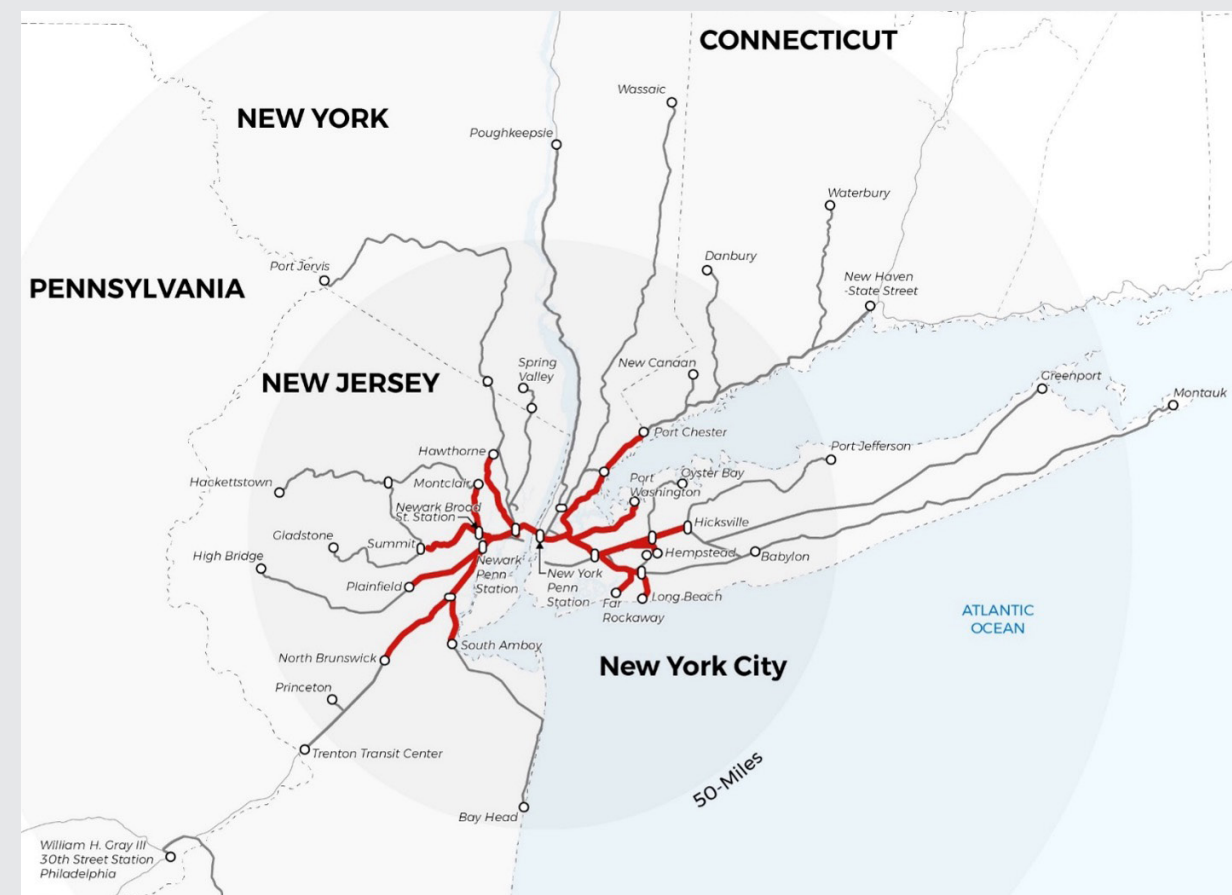 CONNECTICUT
Wassaic
NEW YORK
Poughkeepsie
Waterbury
Danbury
Port Jervis
New Haven
-State Street
PENNSYLVANIA
Spring
Valley
New Canaan
NEW JERSEY
Greenport
Montauk
Port Chester
Hawthorne
Port Jefferson
Hackettstown
Montclair
Port
Washington
Oyster Bay
Newark Broad
St. Station
Hicksville
Gladstone
Summit
High Bridge
Hempstead
Babylon
Newark
Penn
Station
New York
Penn
Station
Plainfield
Far
Rockaway
Long Beach
ATLANTIC
OCEAN
South Amboy
North Brunswick
New York City
Princeton
Trenton Transit Center
50-Miles
Bay Head
William H. Gray III
30th Street Station
Philadelphia